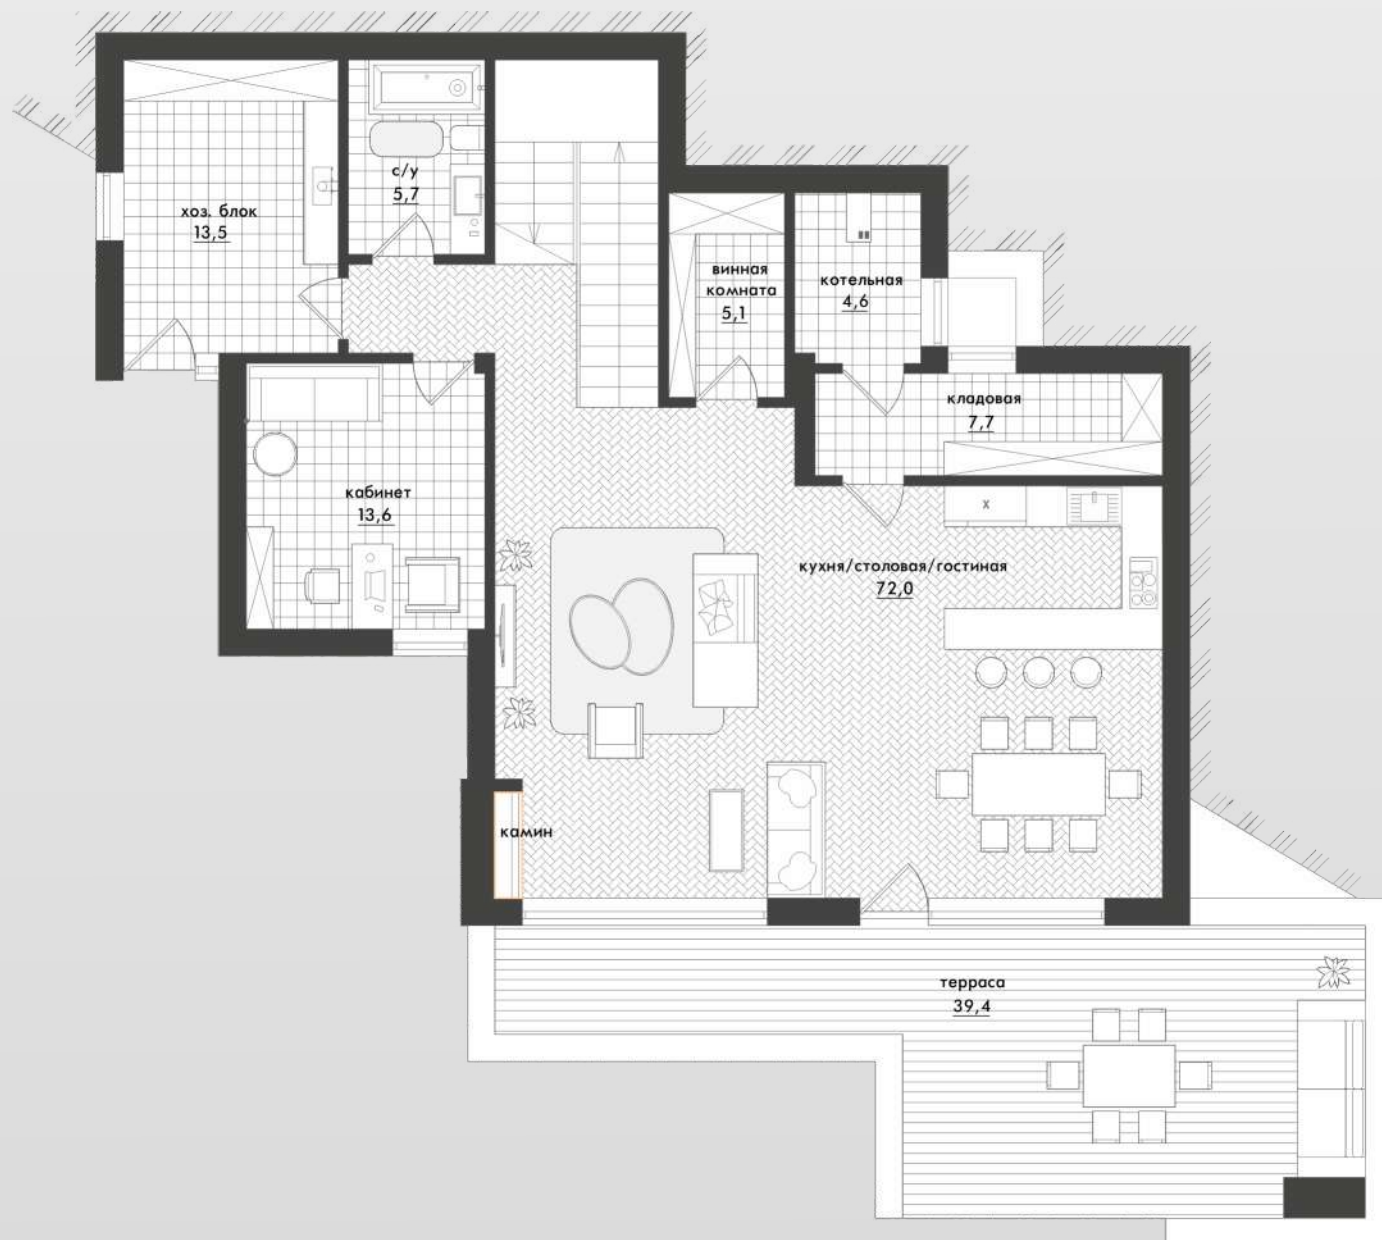 с/у
5,7
хоз. блок
13,5
винная
комната
5,1
котельная
4,6
кладовая
7,7
кабинет
13,6
x
кухня/столовая/гостиная
72,0
камин
терраса
39,4